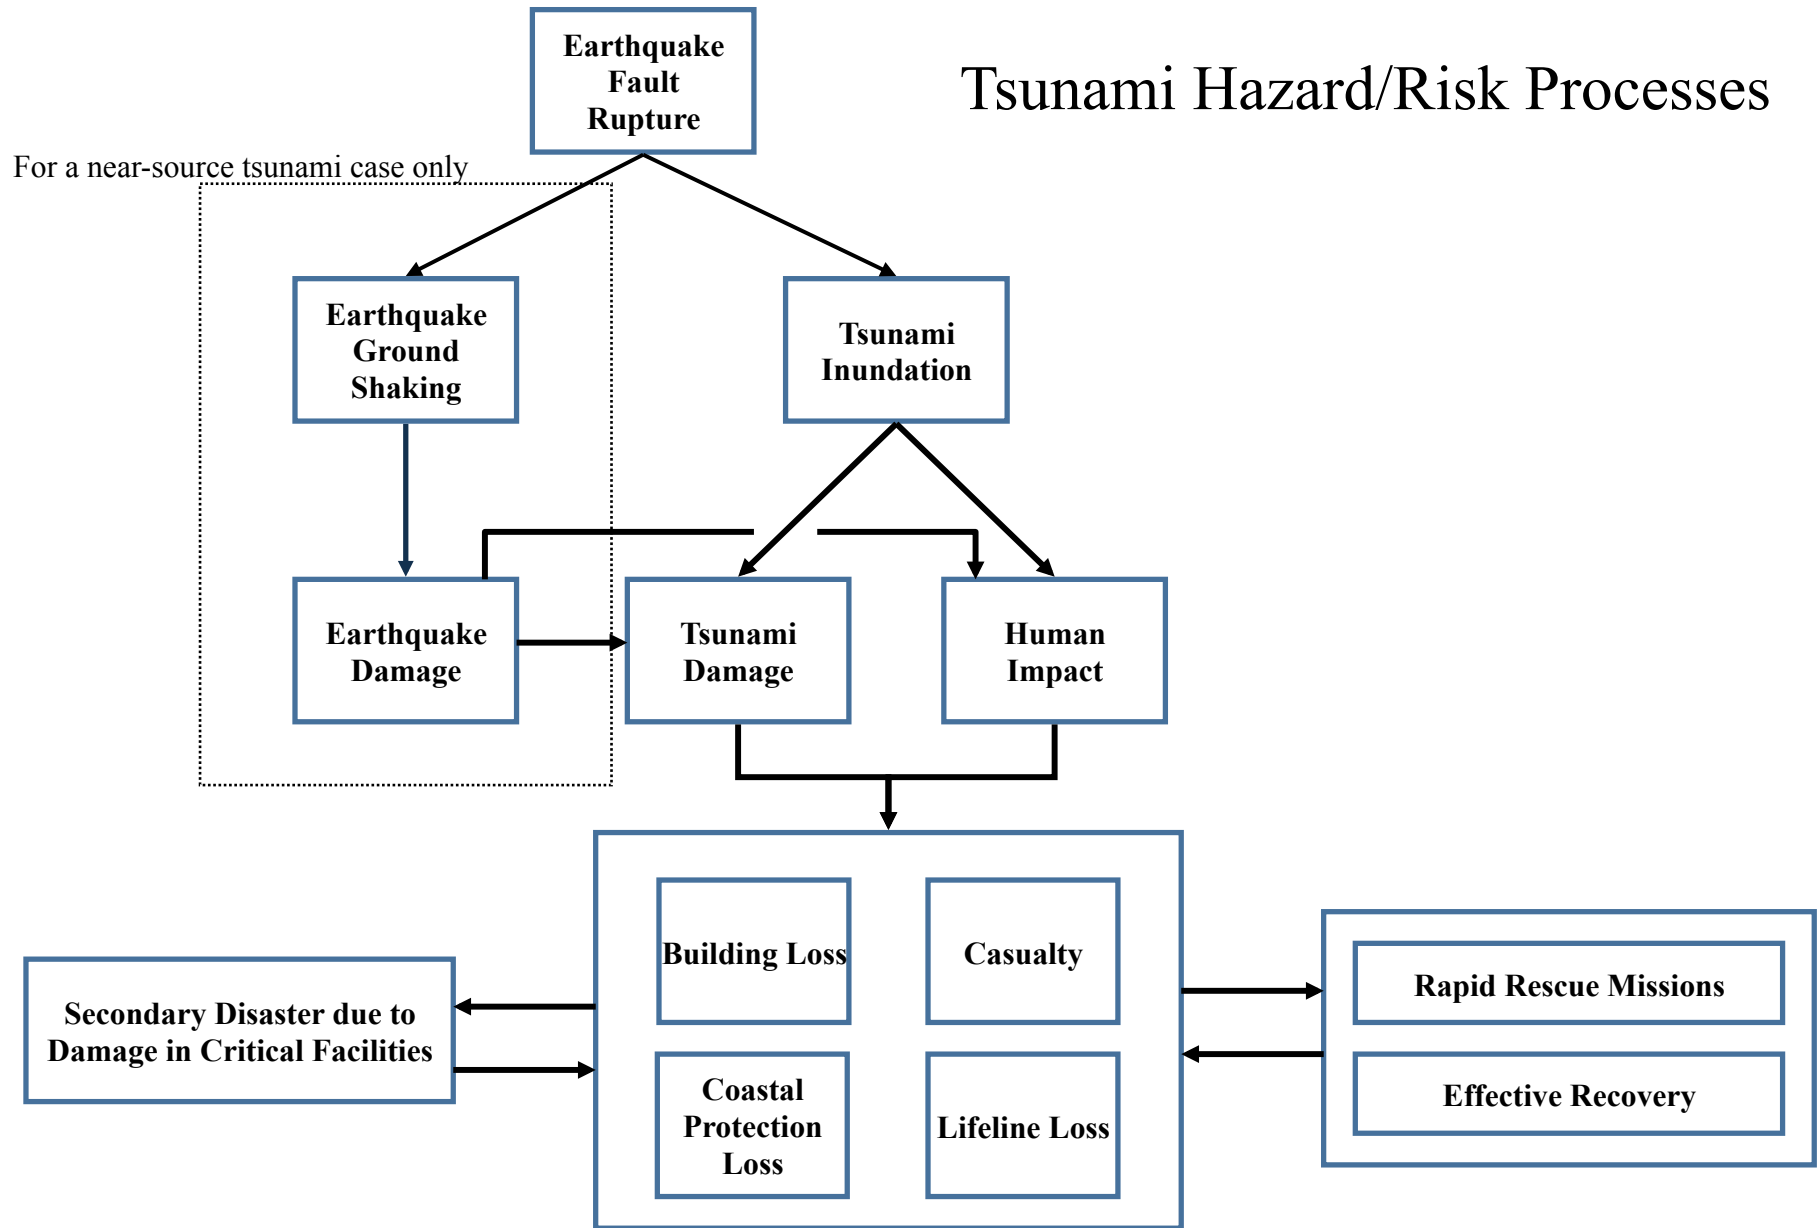 Earthquake
Fault
Rupture
Tsunami Hazard/Risk Processes
For a near-source tsunami case only
Earthquake
Ground
Shaking
Tsunami
Inundation
Earthquake
Damage
Tsunami
Damage
Human
Impact
Building Loss
Casualty
Coastal
Protection
Loss
Lifeline Loss
Secondary Disaster due to
Damage in Critical Facilities
Rapid Rescue Missions
Effective Recovery